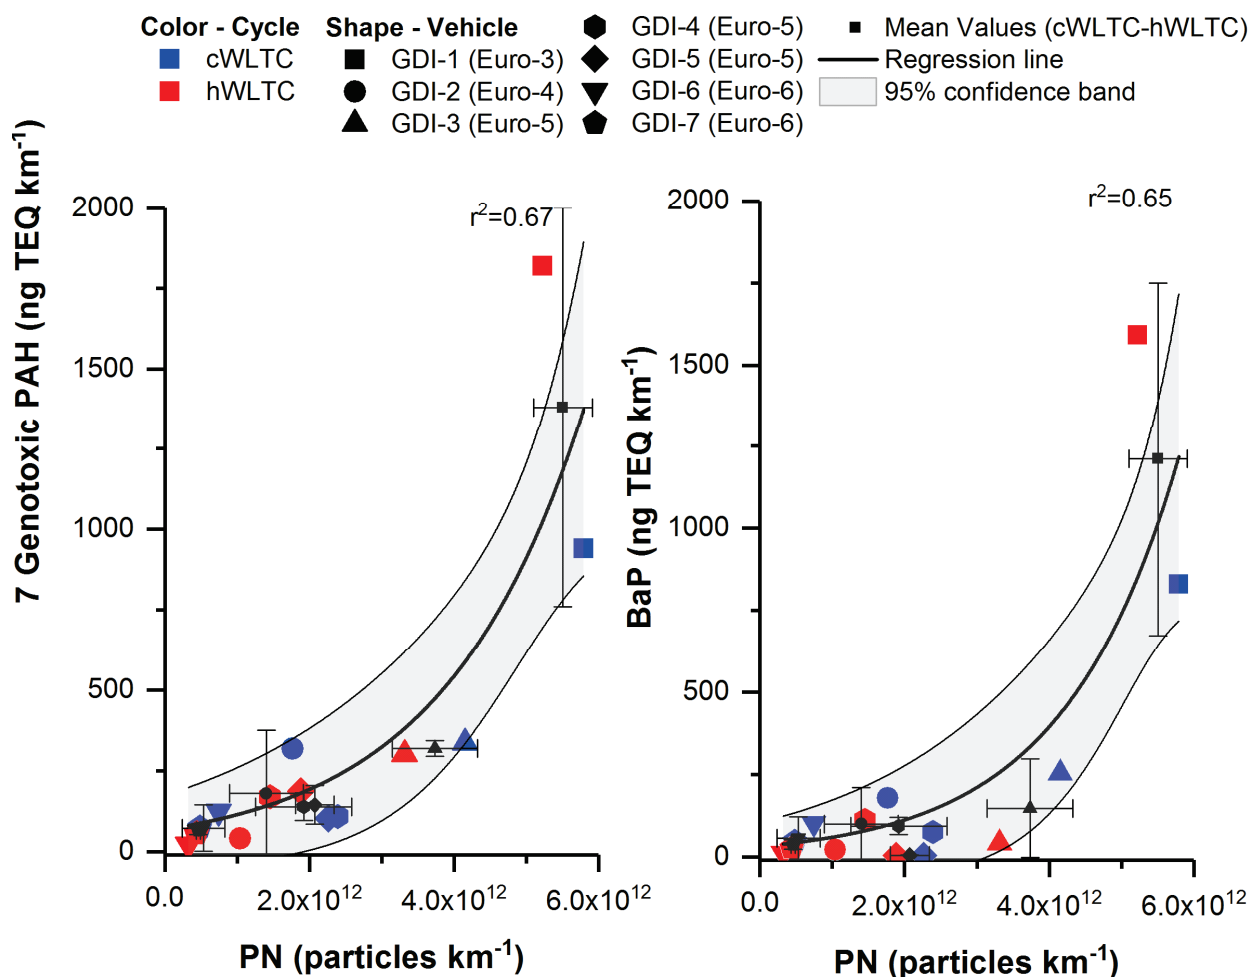 Color - Cycle
cWLTC
hWLTC
Shape - Vehicle
GDI-1 (Euro-3)
GDI-2 (Euro-4)
GDI-3 (Euro-5)
GDI-4 (Euro-5)
GDI-5 (Euro-5)
GDI-6 (Euro-6)
GDI-7 (Euro-6)
Mean Values (cWLTC-hWLTC)
Regression line
95% confidence band
7 Genotoxic PAH (ng TEQ km⁻¹)
2000
1500
1000
500
0
r²=0.67
0.0
2.0x10¹²
4.0x10¹²
6.0x10¹²
PN (particles km⁻¹)
BaP (ng TEQ km⁻¹)
2000
1500
1000
500
0
r²=0.65
0.0
2.0x10¹²
4.0x10¹²
6.0x10¹²
PN (particles km⁻¹)